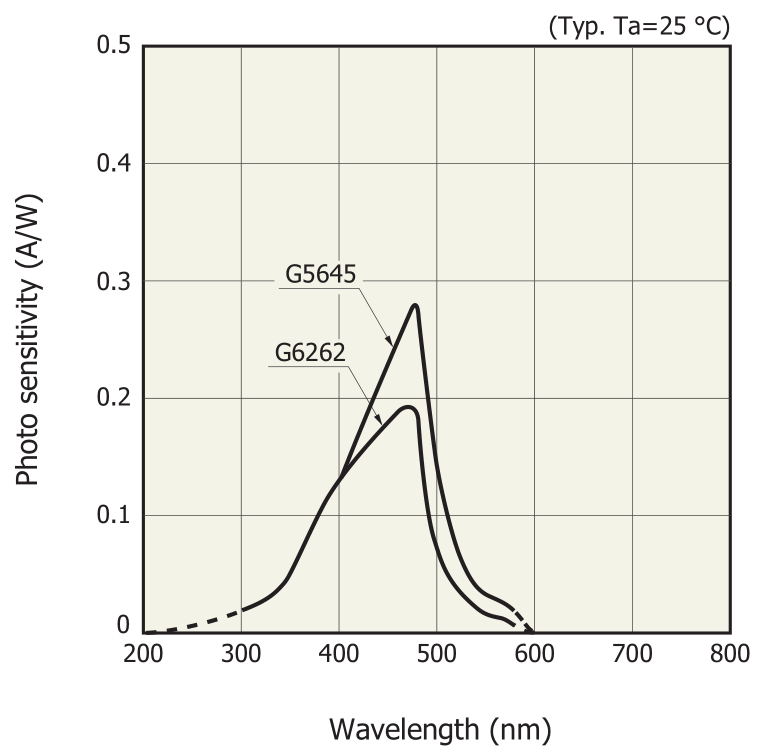 (Typ. Ta=25 °C)
0.5
0.4
0.3
0.2
0.1
0
G5645
G6262
200 300 400 500 600 700 800
Photo sensitivity (A/W)
Wavelength (nm)